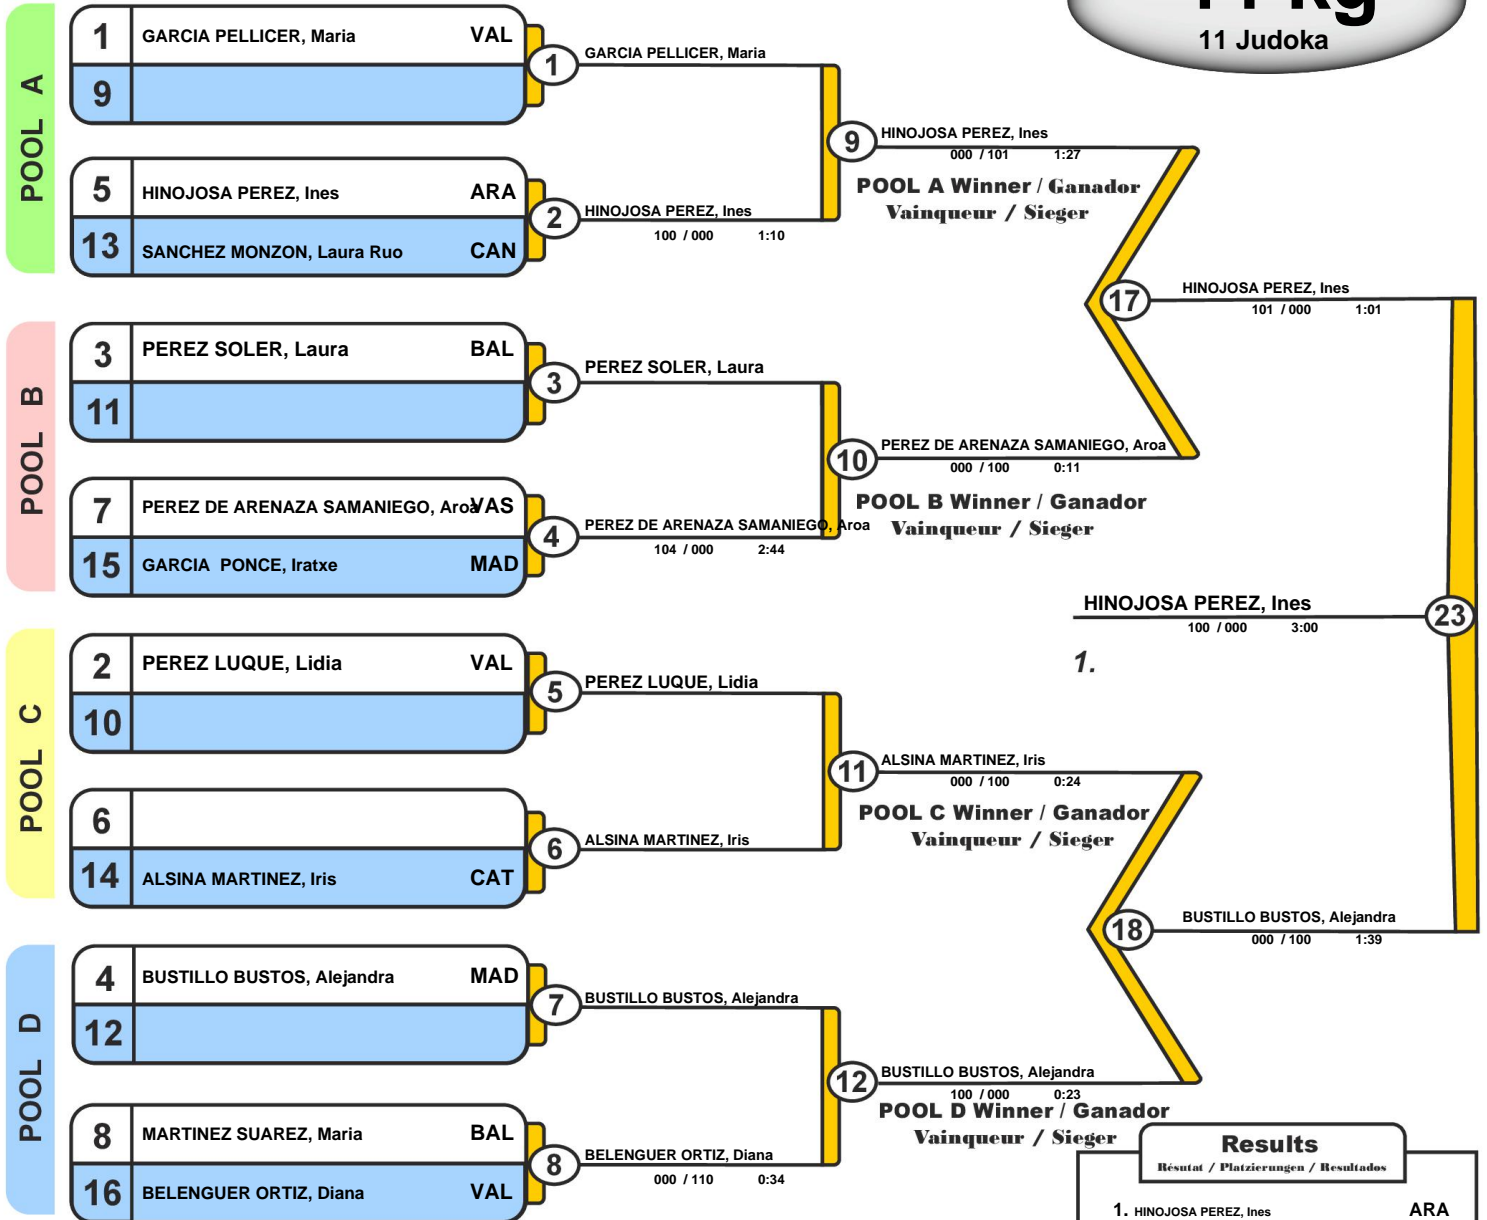 11 Judoka
POOL A
1 GARCIA PELLICER, Maria VAL
9
1
GARCIA PELLICER, Maria
5 HINOJOSA PEREZ, Ines ARA
13 SANCHEZ MONZON, Laura Ruo CAN
2
HINOJOSA PEREZ, Ines
100 / 000 1:10
9
HINOJOSA PEREZ, Ines
000 / 101 1:27
POOL A Winner / Ganador
Vainqueur / Sieger
POOL B
3 PEREZ SOLER, Laura BAL
11
3
PEREZ SOLER, Laura
7 PEREZ DE ARENAZA SAMANIEGO, Aroa VAS
15 GARCIA PONCE, Iratxe MAD
4
PEREZ DE ARENAZA SAMANIEGO, Aroa
104 / 000 2:44
10
PEREZ DE ARENAZA SAMANIEGO, Aroa
000 / 100 0:11
POOL B Winner / Ganador
Vainqueur / Sieger
17
HINOJOSA PEREZ, Ines
101 / 000 1:01
HINOJOSA PEREZ, Ines
100 / 000 3:00
1.
23
POOL C
2 PEREZ LUQUE, Lidia VAL
10
5
PEREZ LUQUE, Lidia
6
14 ALSINA MARTINEZ, Iris CAT
6
ALSINA MARTINEZ, Iris
11
ALSINA MARTINEZ, Iris
000 / 100 0:24
POOL C Winner / Ganador
Vainqueur / Sieger
POOL D
4 BUSTILLO BUSTOS, Alejandra MAD
12
7
BUSTILLO BUSTOS, Alejandra
8 MARTINEZ SUAREZ, Maria BAL
16 BELENGUER ORTIZ, Diana VAL
8
BELENGUER ORTIZ, Diana
000 / 110 0:34
12
BUSTILLO BUSTOS, Alejandra
100 / 000 0:23
POOL D Winner / Ganador
Vainqueur / Sieger
18
BUSTILLO BUSTOS, Alejandra
000 / 100 1:39
Results
Résutat / Platzierungen / Resultados
1. HINOJOSA PEREZ, Ines ARA